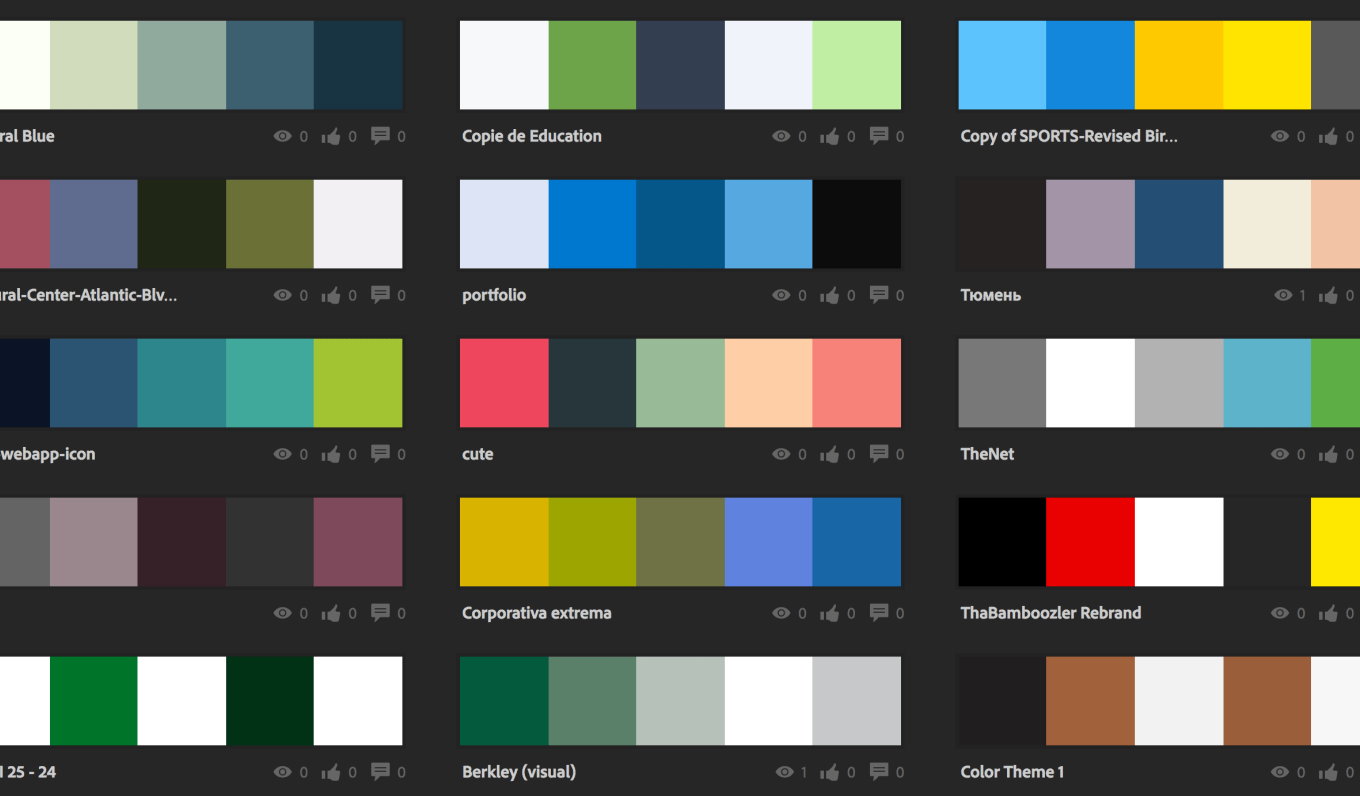 ral Blue 0 0 0
Copie de Education 0 0 0
Copy of SPORTS-Revised Bir... 0 0
ural-Center-Atlantic-Blv... 0 0 0
portfolio 0 0 0
Тюмень 1 0
-webapp-icon 0 0 0
cute 0 0 0
TheNet 0 0
0 0 0
Corporativa extrema 0 0 0
ThaBamboozler Rebrand 0 0
25 - 24 0 0 0
Berkley (visual) 1 0 0
Color Theme 1 0 0